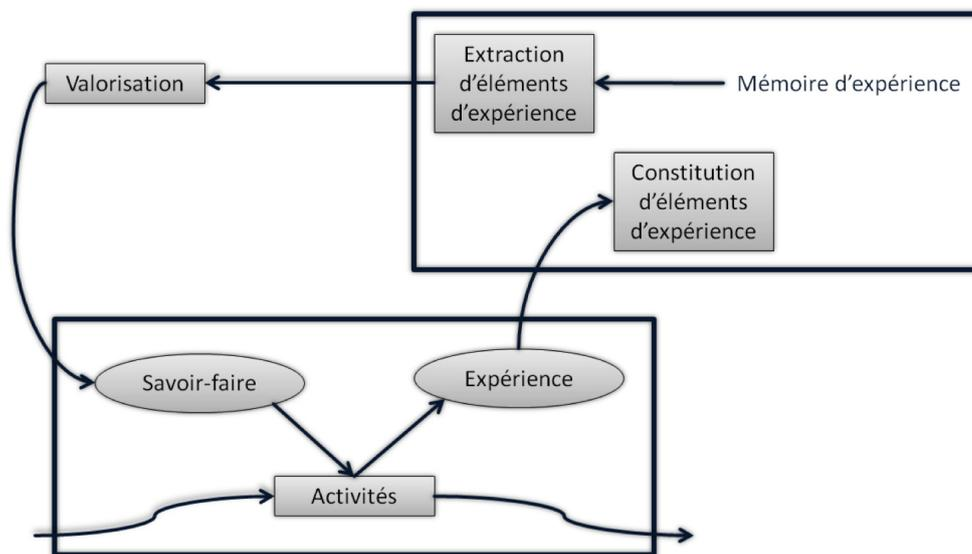 Extraction
d’éléments
d’expérience
Valorisation
Mémoire d’expérience
Constitution
d’éléments
d’expérience
Savoir-faire
Expérience
Activités